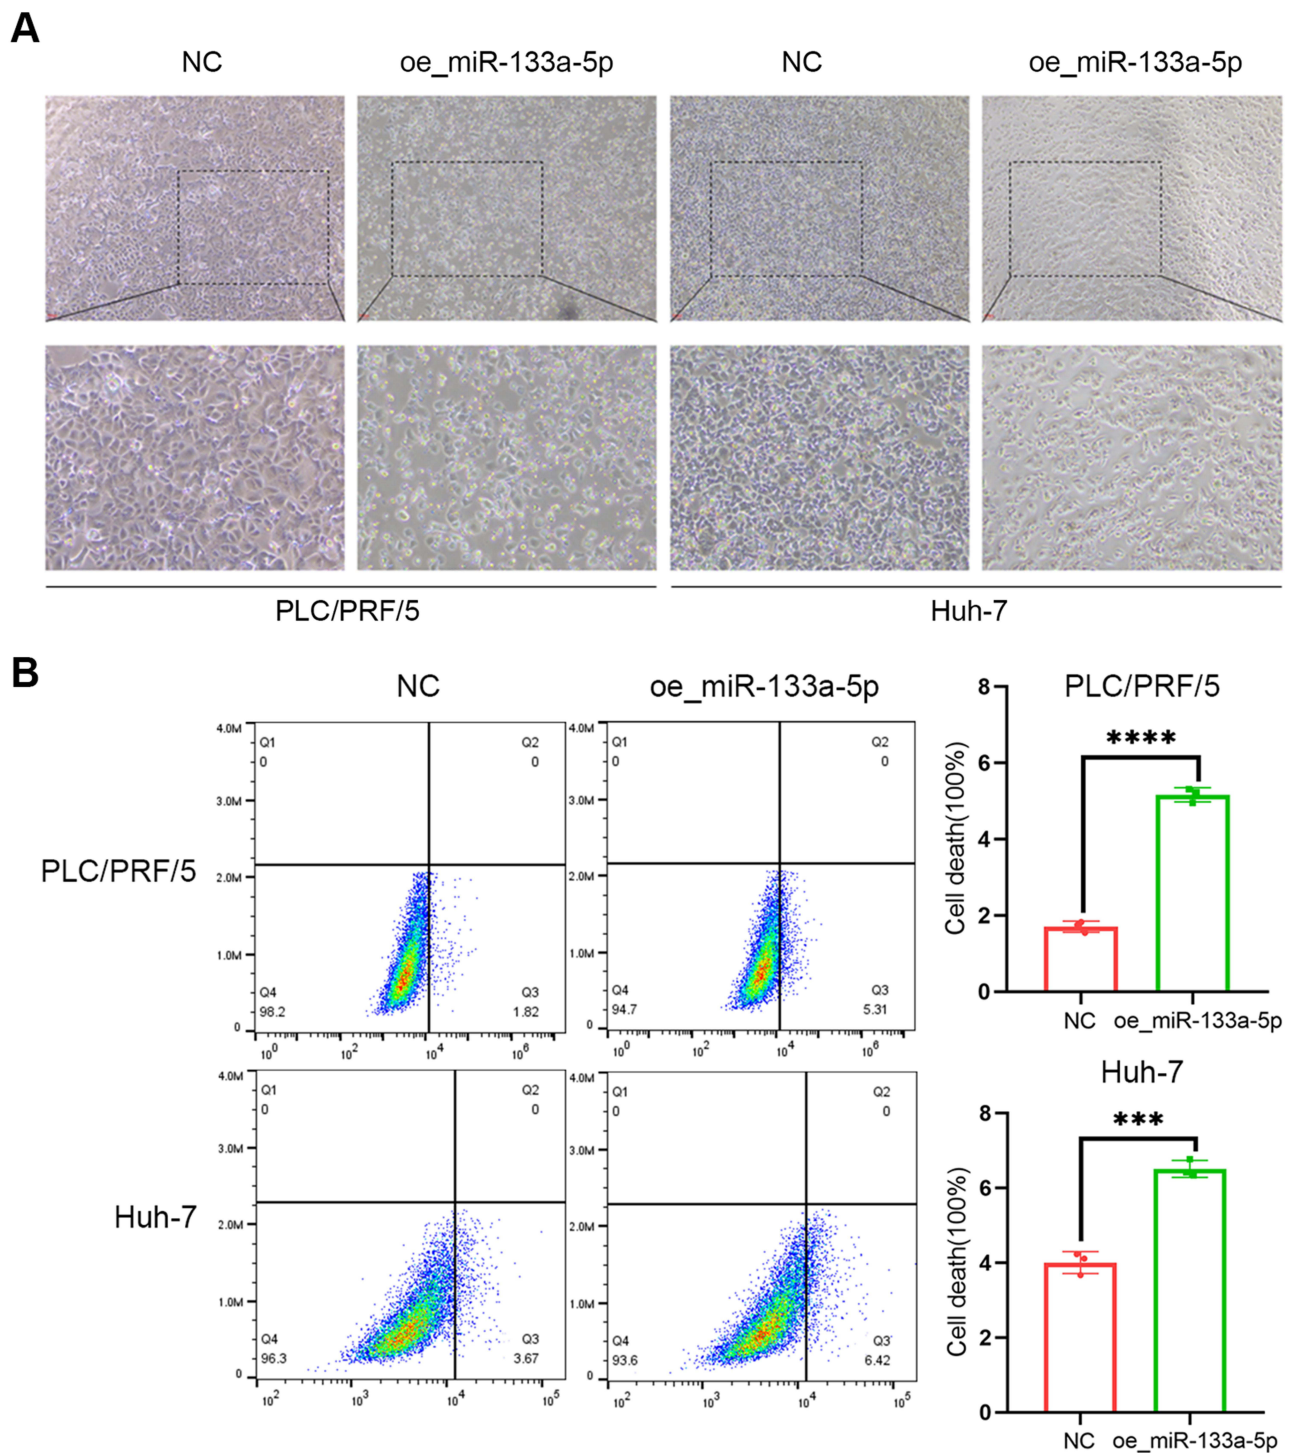 A
NC oe_miR-133a-5p NC oe_miR-133a-5p
PLC/PRF/5 Huh-7
B
NC oe_miR-133a-5p
PLC/PRF/5
4.0M
3.0M
2.0M
1.0M
0
Q1
0
Q2
0
Q4
98.2
Q3
1.82
10^0 10^2 10^4 10^6
4.0M
3.0M
2.0M
1.0M
0
Q1
0
Q2
0
Q4
94.7
Q3
5.31
10^0 10^2 10^4 10^6
PLC/PRF/5
****
Cell death(100%)
8
6
4
2
0
NC oe_miR-133a-5p
Huh-7
4.0M
3.0M
2.0M
1.0M
0
Q1
0
Q2
0
Q4
96.3
Q3
3.67
10^2 10^3 10^4 10^5
4.0M
3.0M
2.0M
1.0M
0
Q1
0
Q2
0
Q4
93.6
Q3
6.42
10^2 10^3 10^4 10^5
Huh-7
***
Cell death(100%)
8
6
4
2
0
NC oe_miR-133a-5p